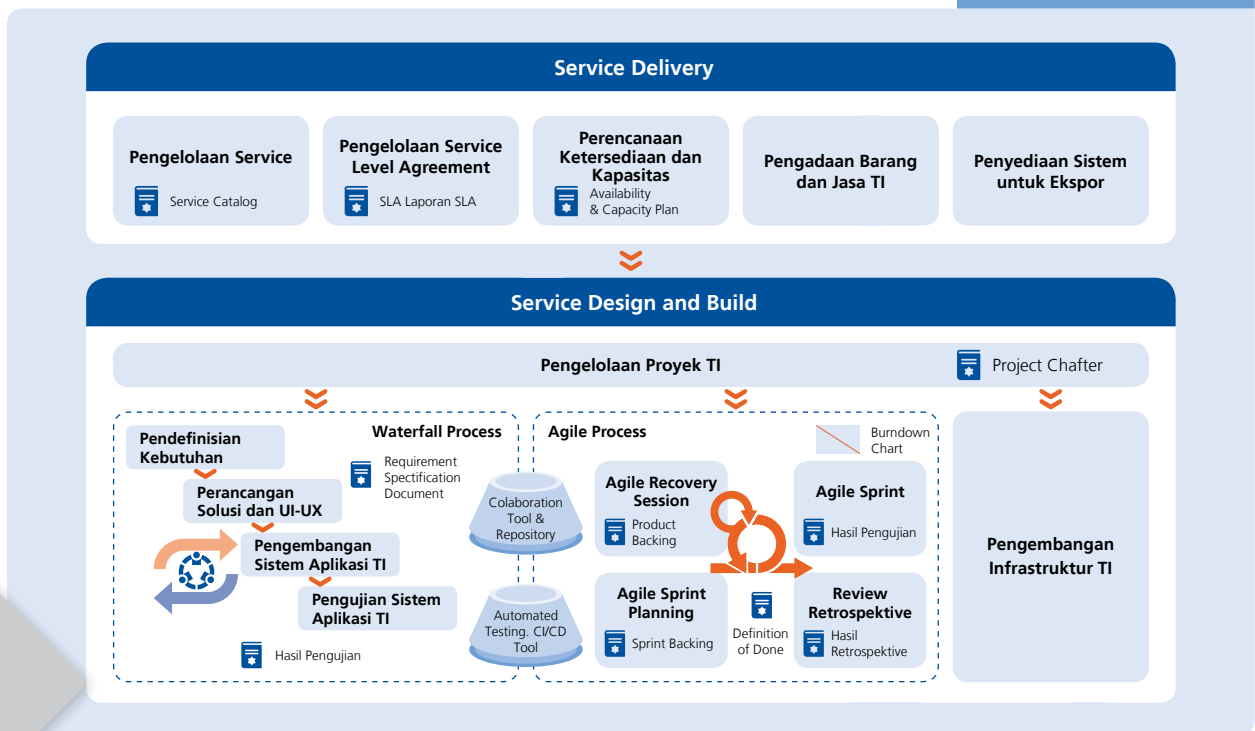 Service Delivery
Pengelolaan Service
Service Catalog
Pengelolaan Service
Level Agreement
SLA Laporan SLA
Perencanaan
Ketersediaan dan
Kapasitas
Availability
& Capacity Plan
Pengadaan Barang
dan Jasa TI
Penyediaan Sistem
untuk Ekspor
Service Design and Build
Pengelolaan Proyek TI
Project Chafter
Waterfall Process
Pendefinisian
Kebutuhan
Requirement
Spectification
Document
Perancangan
Solusi dan UI-UX
Pengembangan
Sistem Aplikasi TI
Pengujian Sistem
Aplikasi TI
Hasil Pengujian
Colaboration
Tool &
Repository
Automated
Testing. CI/CD
Tool
Agile Process
Burndown
Chart
Agile Recovery
Session
Product
Backing
Agile Sprint
Hasil Pengujian
Agile Sprint
Planning
Sprint Backing
Definition
of Done
Review
Retrospektive
Hasil
Retrospektive
Pengembangan
Infrastruktur TI